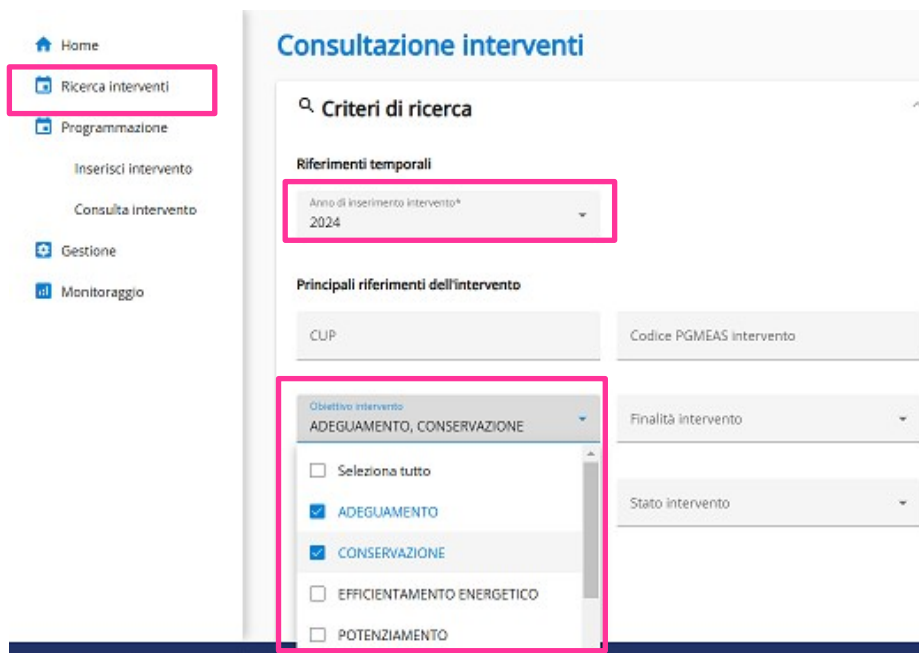 Home
Ricerca interventi
Programmazione
Inserisci intervento
Consulta intervento
Gestione
Monitoraggio
Consultazione interventi
Criteri di ricerca
Riferimenti temporali
Anno di inserimento intervento*
2024
Principali riferimenti dell'intervento
CUP
Codice PGMEAS intervento
Obiettivo intervento
ADEGUAMENTO, CONSERVAZIONE
Finalità intervento
Seleziona tutto
ADEGUAMENTO
Stato intervento
CONSERVAZIONE
EFFICIENTAMENTO ENERGETICO
POTENZIAMENTO